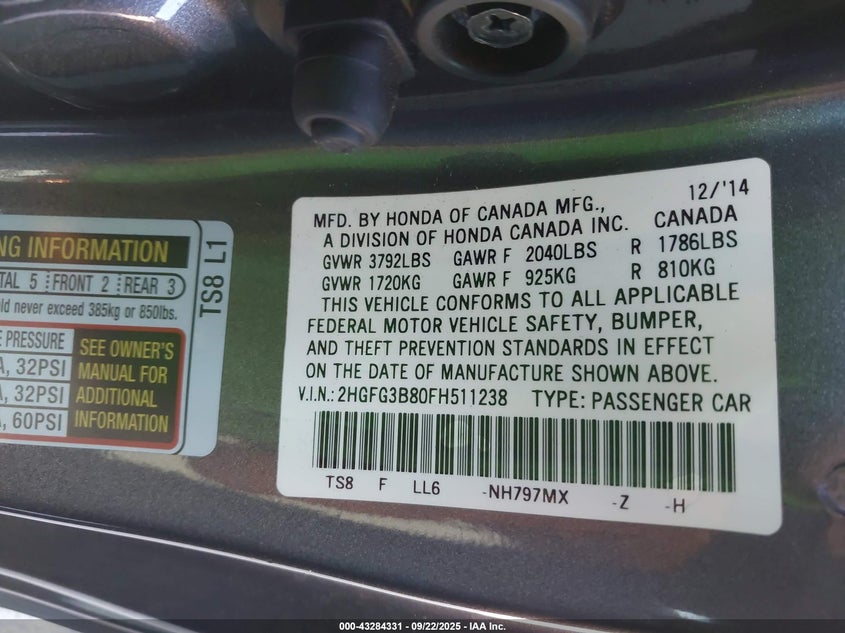 NG INFORMATION
TAL 5 FRONT 2 REAR 3
never exceed 385kg or 850lbs.
PRESSURE
32PSI
32PSI
60PSI
SEE OWNER'S
MANUAL FOR
ADDITIONAL
INFORMATION
TS8 L1
12/'14
MFD. BY HONDA OF CANADA MFG.,
A DIVISION OF HONDA CANADA INC. CANADA
GVWR 3792LBS GAWR F 2040LBS R 1786LBS
GVWR 1720KG GAWR F 925KG R 810KG
THIS VEHICLE CONFORMS TO ALL APPLICABLE
FEDERAL MOTOR VEHICLE SAFETY, BUMPER,
AND THEFT PREVENTION STANDARDS IN EFFECT
ON THE DATE OF MANUFACTURE SHOWN ABOVE.
V.I.N.: 2HGFG3B80FH511238 TYPE: PASSENGER CAR
TS8 F LL6 -NH797MX -Z -H
000-43284331 - 09/22/2025 - IAA Inc.